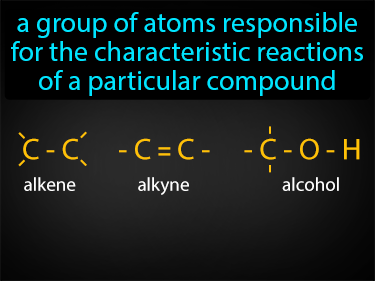 a group of atoms responsible
for the characteristic reactions
of a particular compound
C - C - C = C - - C - O - H
alkene alkyne alcohol